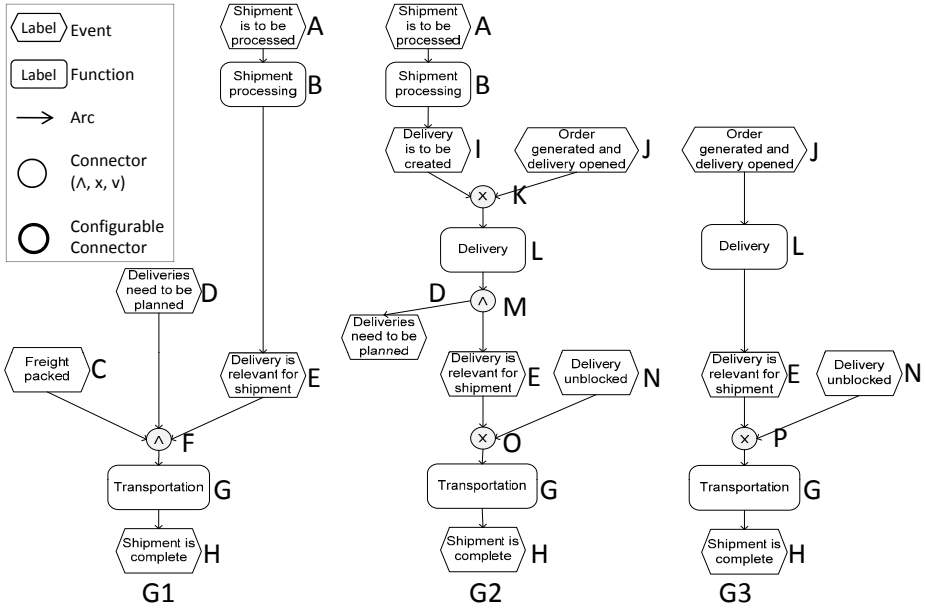 Label Event
Label Function
Arc
Connector
(Λ, x, v)
Configurable
Connector
Shipment
is to be
processed
A
Shipment
processing
B
Deliveries
need to be
planned
D
Freight
packed
C
Delivery is
relevant for
shipment
E
Λ F
Transportation G
Shipment is
complete
H
G1
Shipment
is to be
processed
A
Shipment
processing
B
Delivery
is to be
created
I
Order
generated and
delivery opened
J
x K
Delivery L
Λ M
D
Deliveries
need to be
planned
Delivery is
relevant for
shipment
E
Delivery
unblocked
N
x O
Transportation G
Shipment is
complete
H
G2
Order
generated and
delivery opened
J
Delivery L
Delivery is
relevant for
shipment
E
Delivery
unblocked
N
x P
Transportation G
Shipment is
complete
H
G3